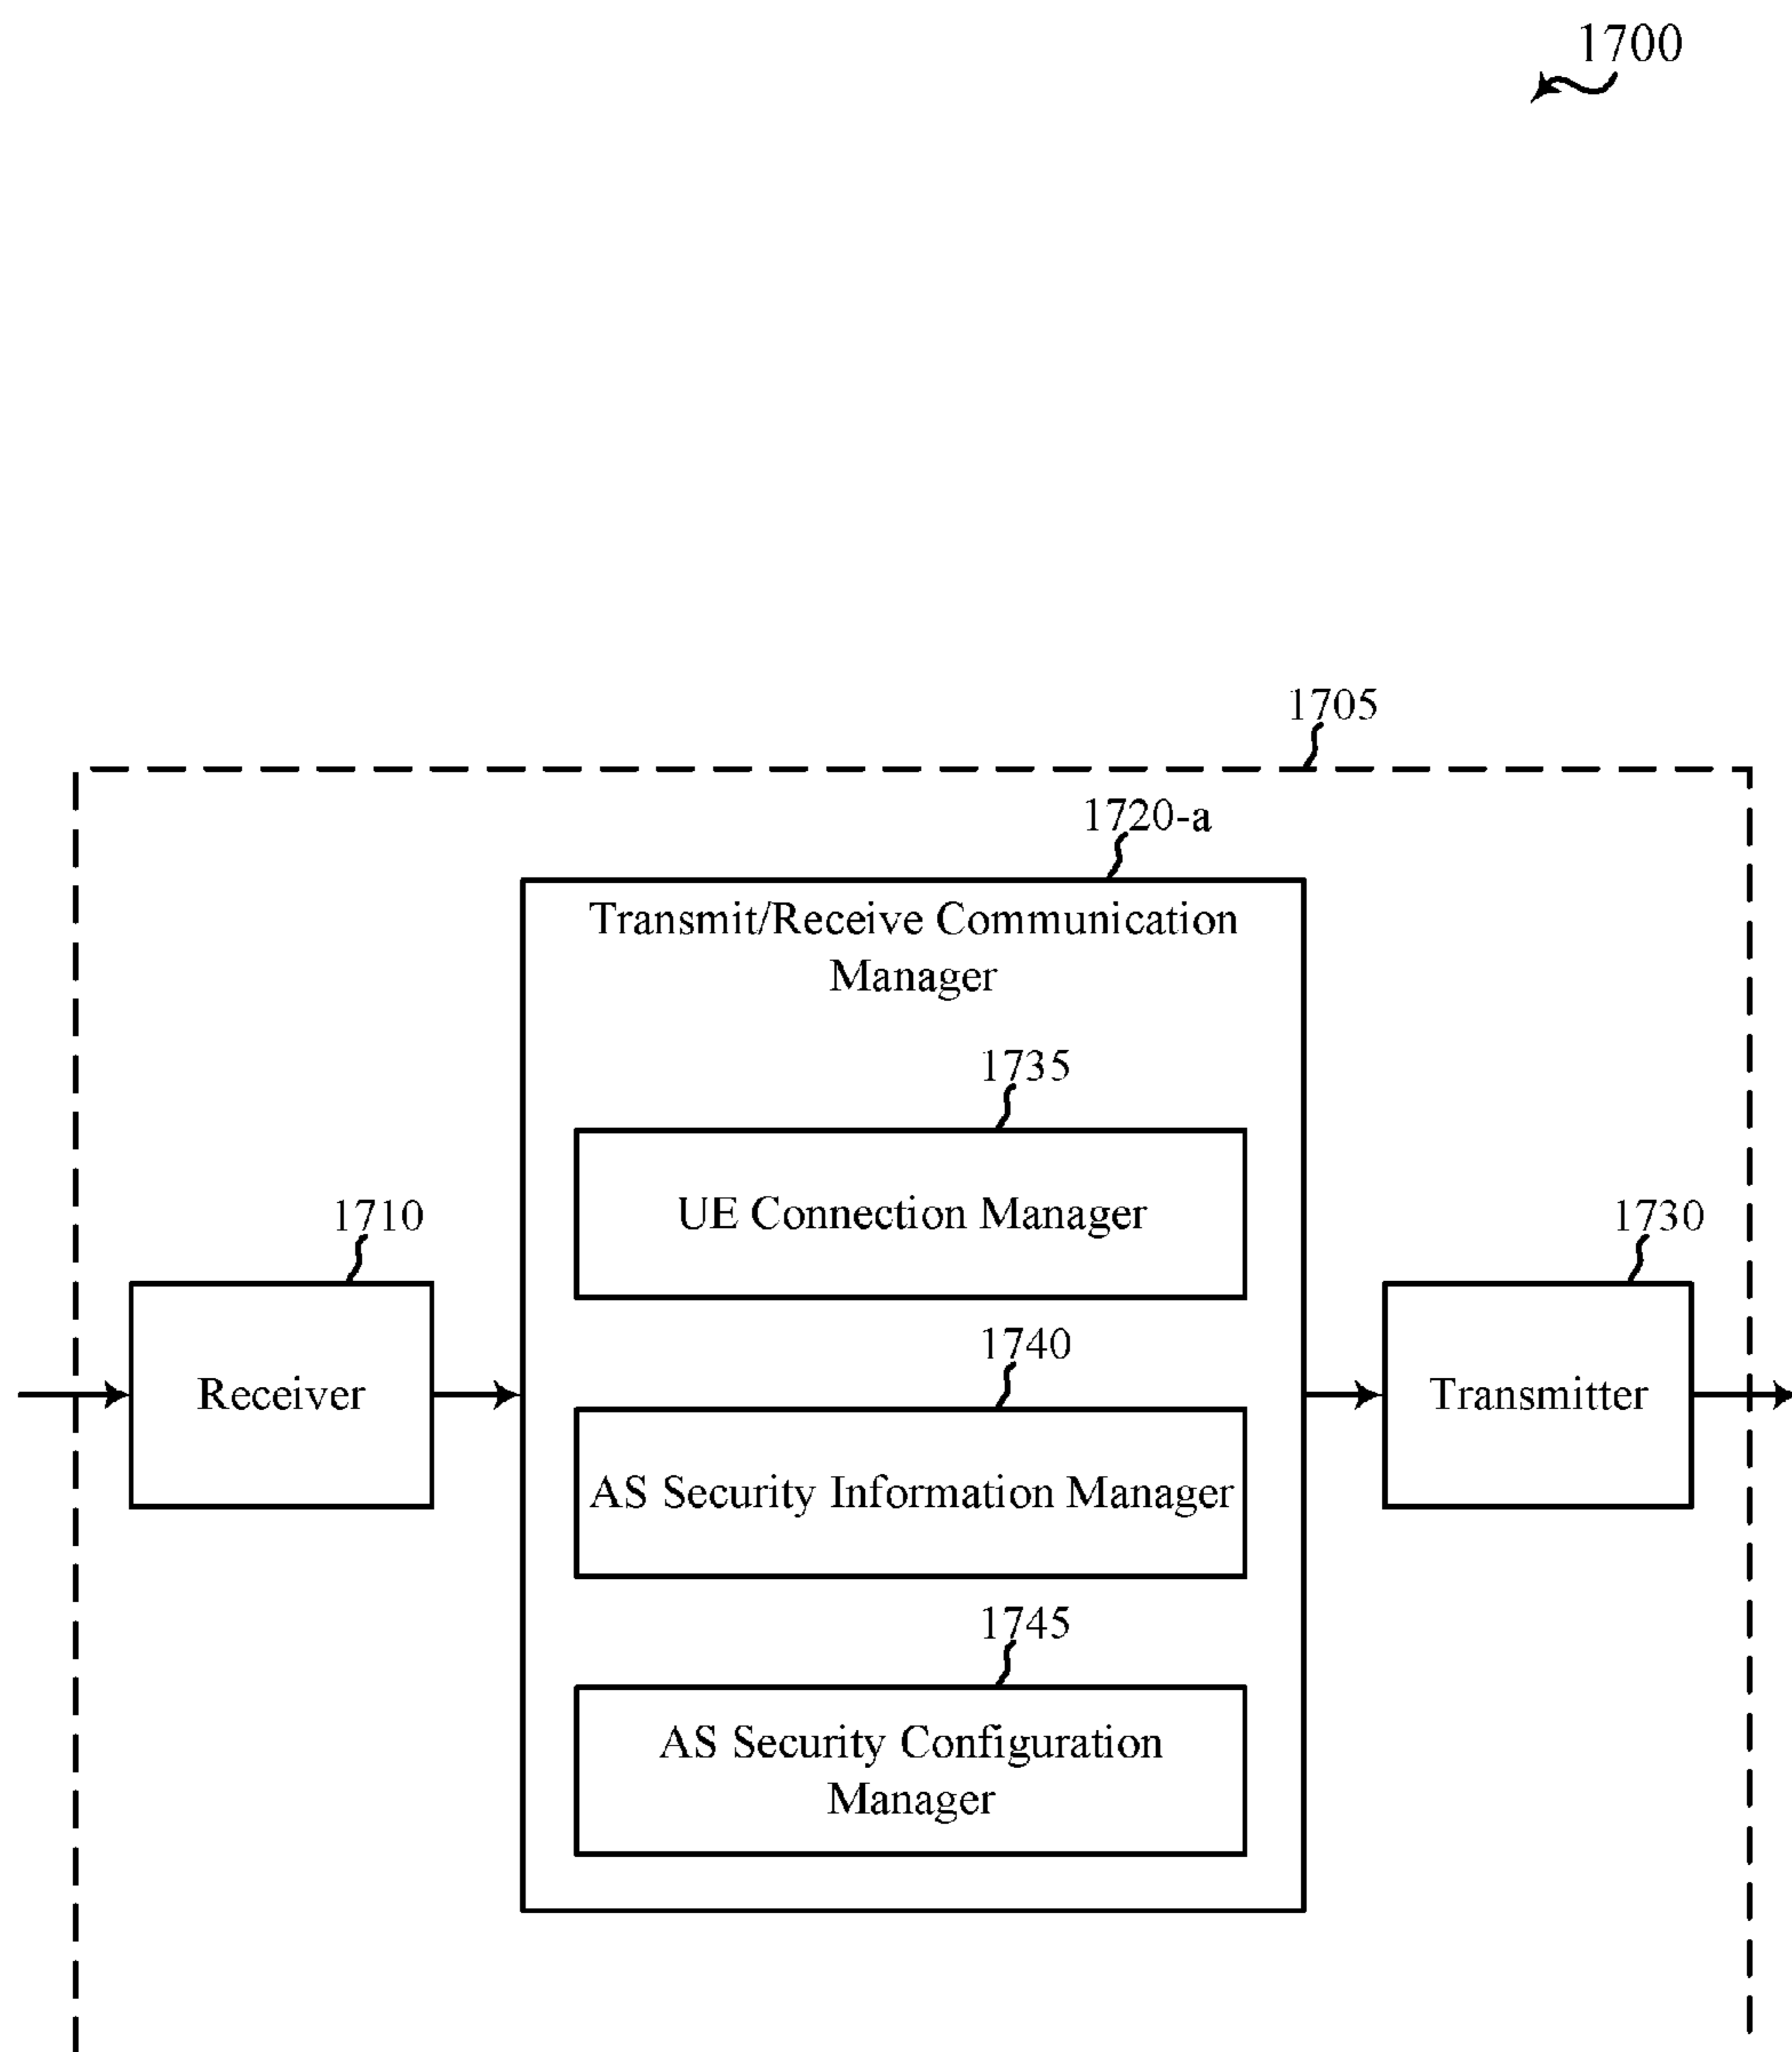 1700
1705
1720-a
Transmit/Receive Communication
Manager
1735
UE Connection Manager
1710
1730
Receiver
Transmitter
1740
AS Security Information Manager
1745
AS Security Configuration
Manager